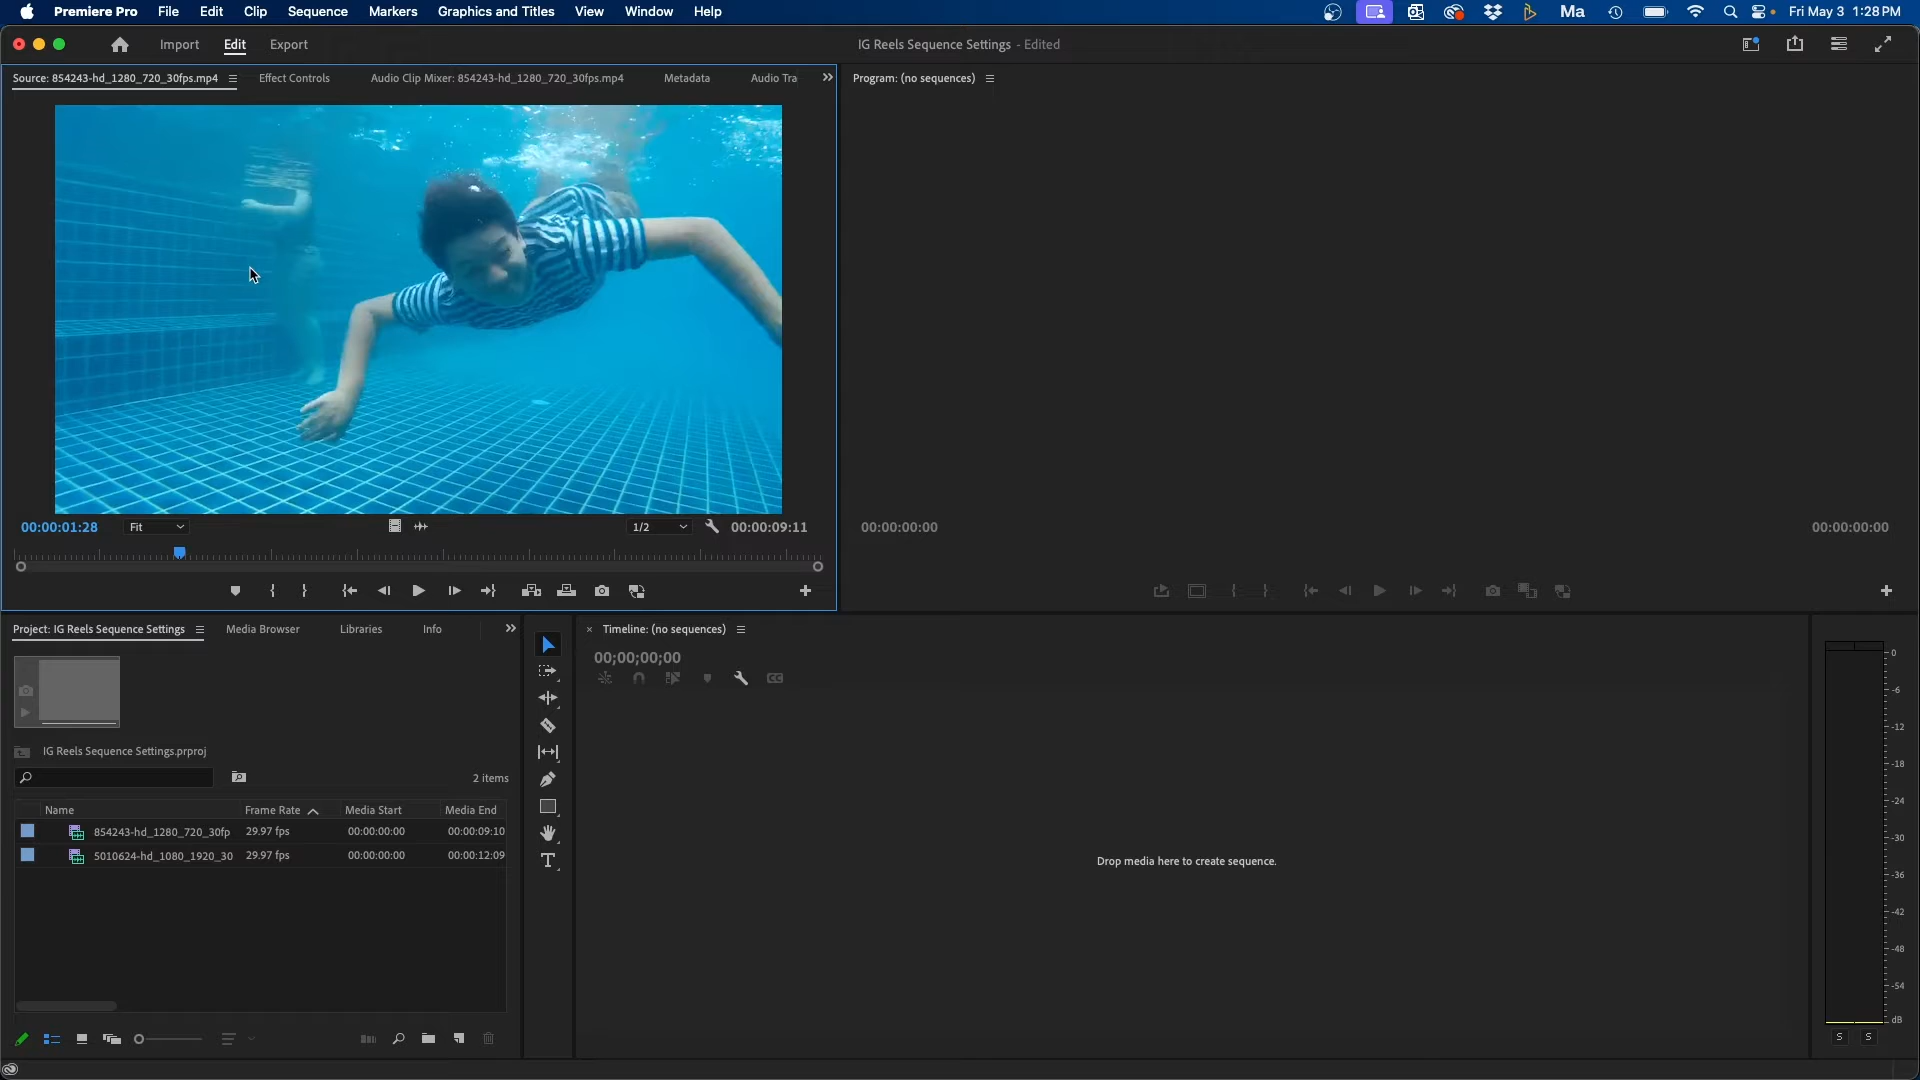 Premiere Pro File Edit Clip Sequence Markers Graphics and Titles View Window Help Ma Fri May 3 1:28 PM
Import Edit Export IG Reels Sequence Settings - Edited
Source: 854243-hd_1280_720_30fps.mp4 Effect Controls Audio Clip Mixer: 854243-hd_1280_720_30fps.mp4 Metadata Audio Tra Program: (no sequences)
00:00:01:28 Fit 1/2 00:00:09:11 00:00:00:00 00:00:00:00
Project: IG Reels Sequence Settings Media Browser Libraries Info Timeline: (no sequences)
00;00;00;00
IG Reels Sequence Settings.prproj
2 items
Name Frame Rate Media Start Media End
854243-hd_1280_720_30fp 29.97 fps 00:00:00:00 00:00:09:10
5010624-hd_1080_1920_30 29.97 fps 00:00:00:00 00:00:12:09
Drop media here to create sequence.
0
-6
-12
-18
-24
-30
-36
-42
-48
-54
dB
S S